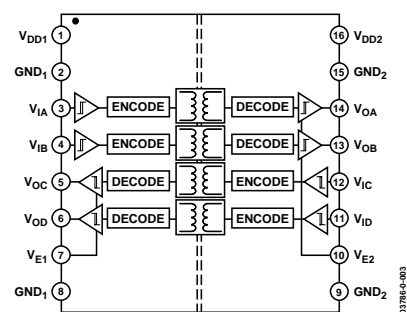 VDD1 1 16 VDD2
GND1 2 15 GND2
VIA 3 ENCODE DECODE 14 VOA
VIB 4 ENCODE DECODE 13 VOB
VOC 5 DECODE ENCODE 12 VIC
VOD 6 DECODE ENCODE 11 VID
VE1 7 10 VE2
GND1 8 9 GND2
03786-0-003